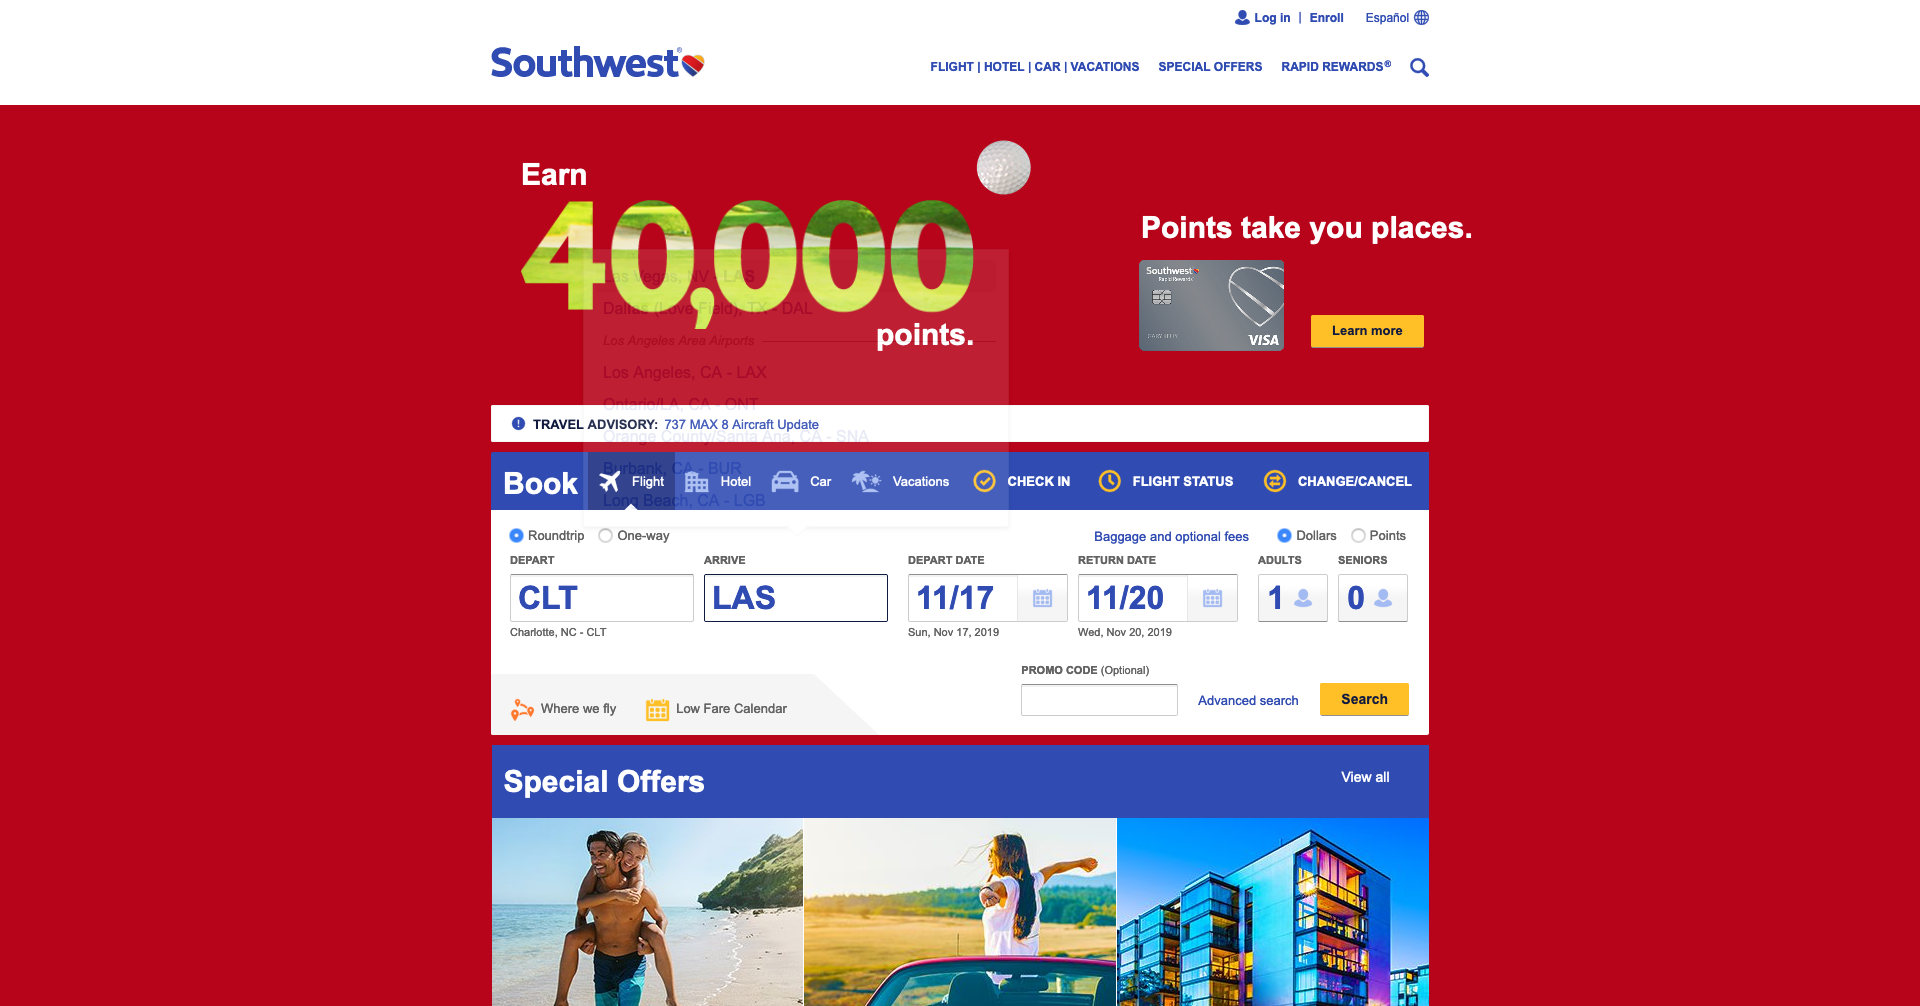 Log in | Enroll Español
Southwest®
FLIGHT | HOTEL | CAR | VACATIONS SPECIAL OFFERS RAPID REWARDS®
Earn
40,000
points.
Points take you places.
Southwest
Rapid Rewards
VISA
Learn more
Las Vegas, NV - LAS
Dallas (Love Field), TX - DAL
Los Angeles Area Airports
Los Angeles, CA - LAX
Ontario/LA, CA - ONT
Orange County/Santa Ana, CA - SNA
Burbank, CA - BUR
Long Beach, CA - LGB
TRAVEL ADVISORY: 737 MAX 8 Aircraft Update
Book Flight Hotel Car Vacations CHECK IN FLIGHT STATUS CHANGE/CANCEL
Roundtrip One-way Baggage and optional fees Dollars Points
DEPART ARRIVE DEPART DATE RETURN DATE ADULTS SENIORS
CLT LAS 11/17 11/20 1 0
Charlotte, NC - CLT Sun, Nov 17, 2019 Wed, Nov 20, 2019
PROMO CODE (Optional)
Where we fly Low Fare Calendar Advanced search Search
Special Offers View all